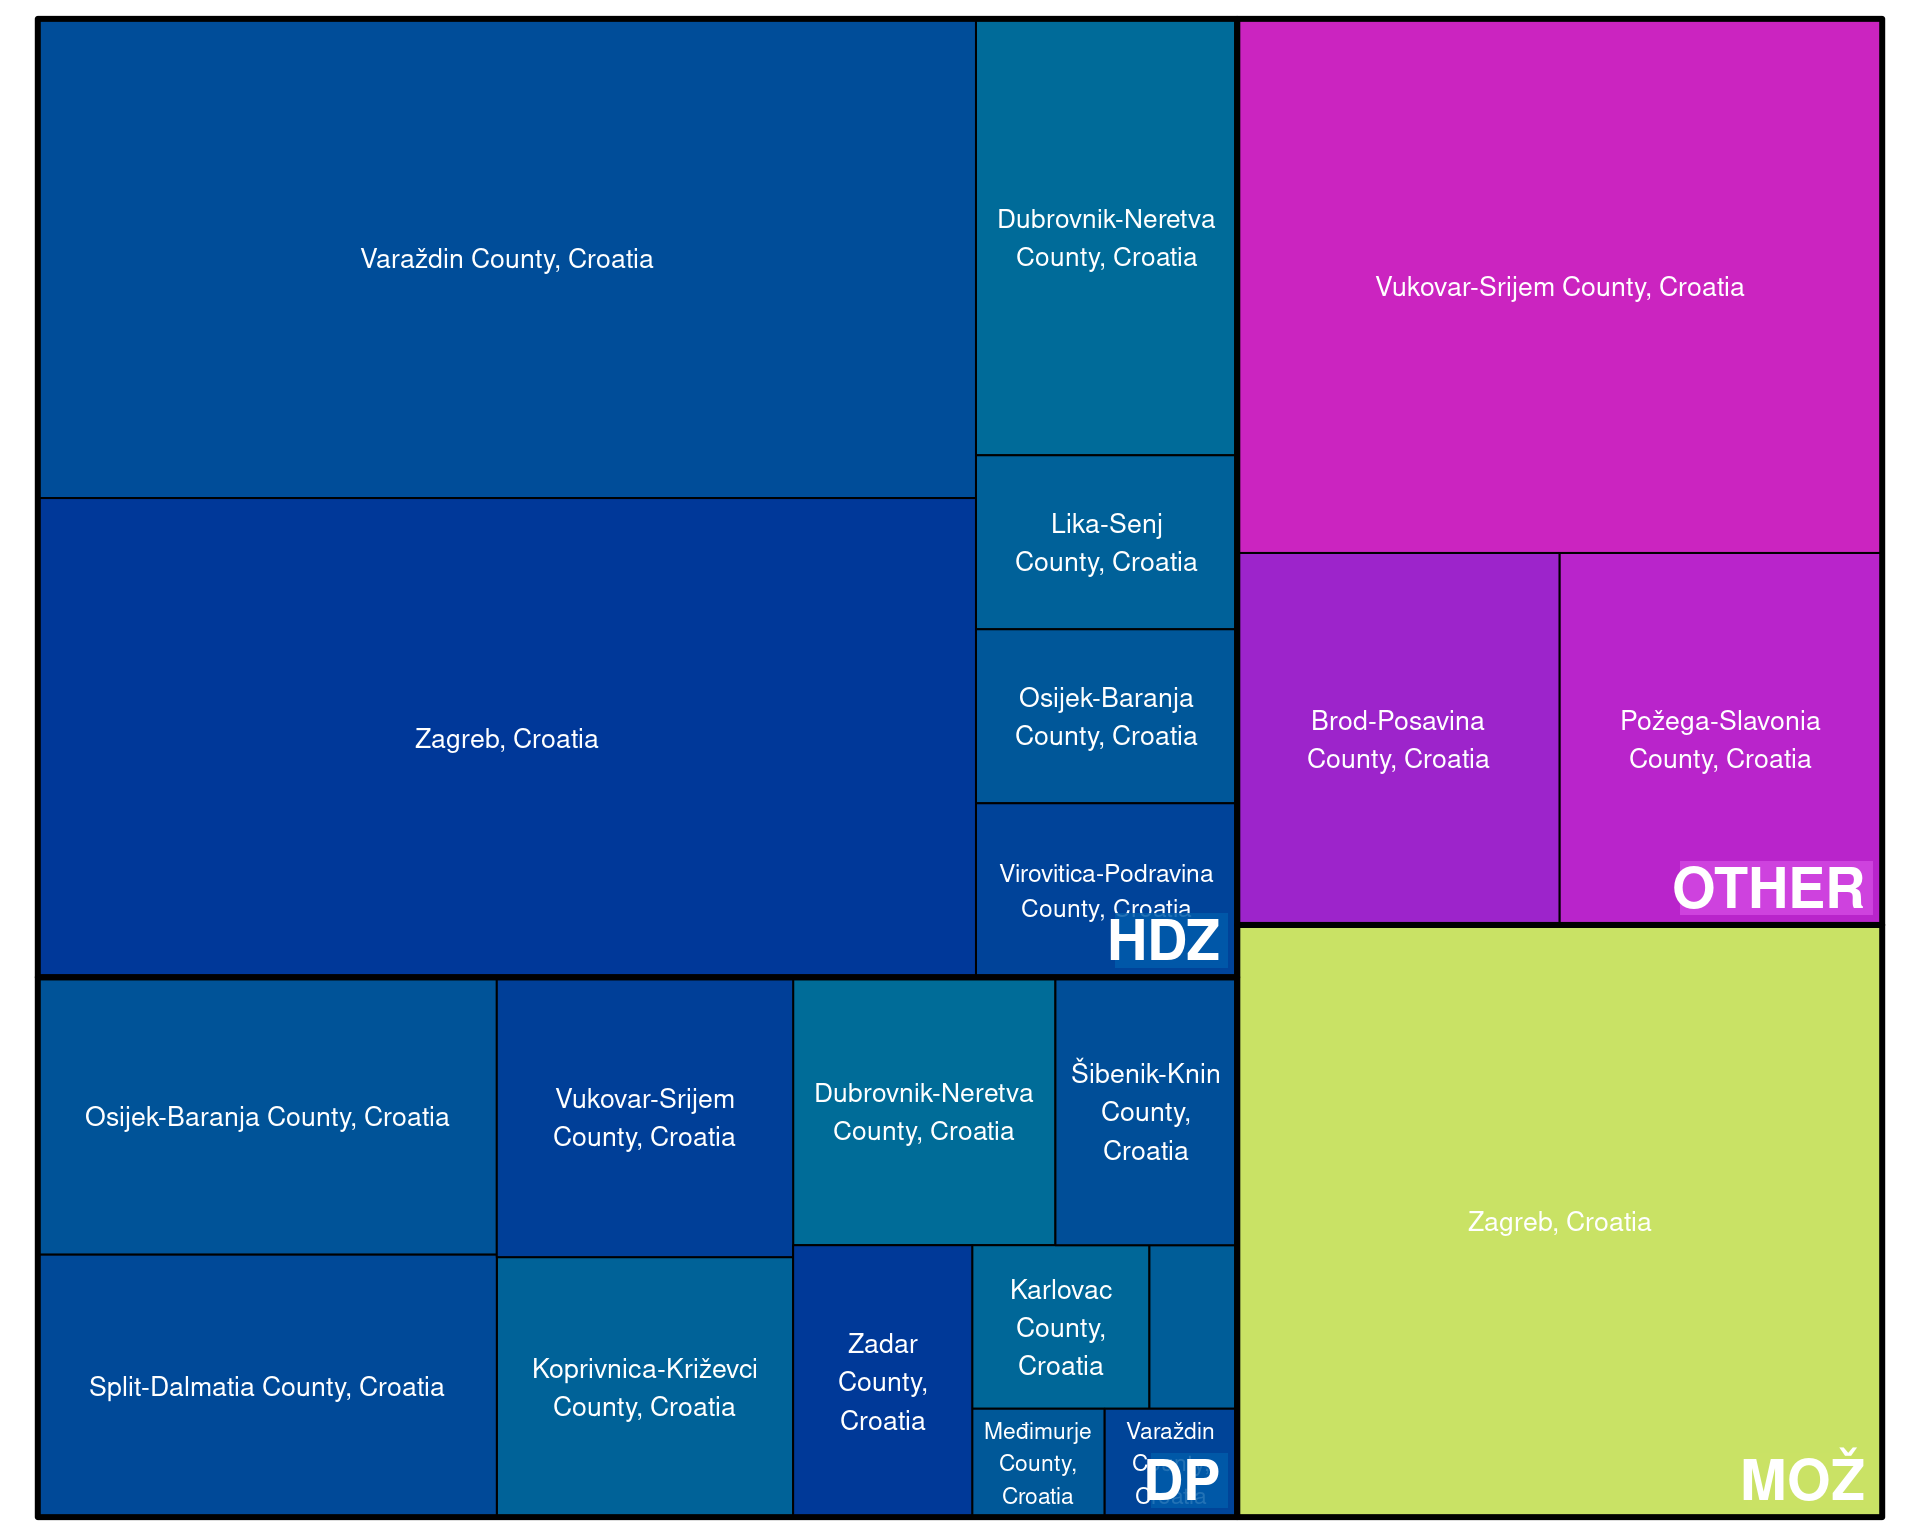 Varaždin County, Croatia
Zagreb, Croatia
Dubrovnik-Neretva
County, Croatia
Lika-Senj
County, Croatia
Osijek-Baranja
County, Croatia
Virovitica-Podravina
County, Croatia
HDZ
Vukovar-Srijem County, Croatia
Brod-Posavina
County, Croatia
Požega-Slavonia
County, Croatia
OTHER
Osijek-Baranja County, Croatia
Split-Dalmatia County, Croatia
Vukovar-Srijem
County, Croatia
Koprivnica-Križevci
County, Croatia
Dubrovnik-Neretva
County, Croatia
Šibenik-Knin
County,
Croatia
Zadar
County,
Croatia
Karlovac
County,
Croatia
Međimurje
County,
Croatia
Varaždin
DP
Zagreb, Croatia
MOŽ